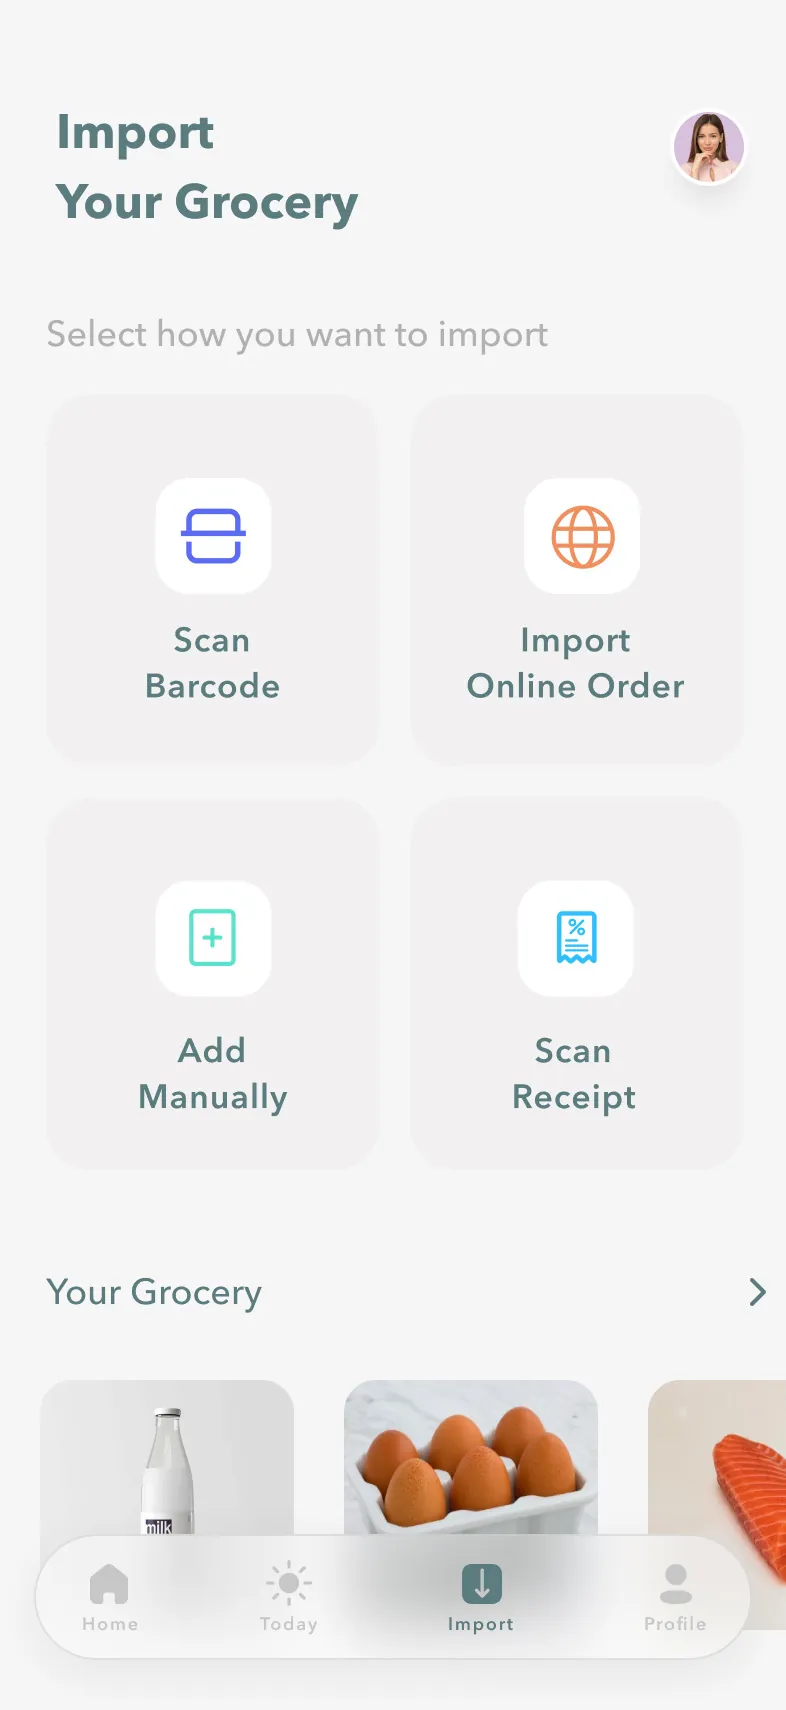 Import
Your Grocery
Select how you want to import
Scan
Barcode
Import
Online Order
Add
Manually
%
Scan
Receipt
Your Grocery
milk
Home
Today
Import
Profile